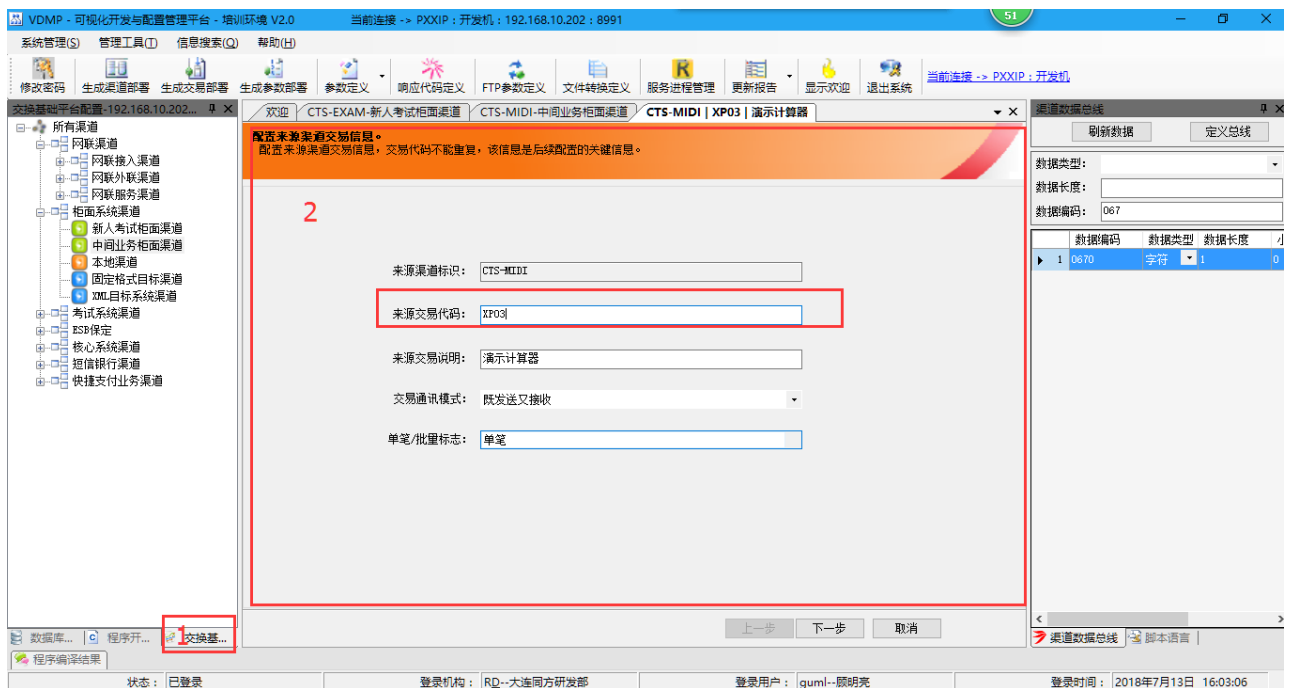 VDMP - 可视化开发与配置管理平台 - 培训环境 V2.0 当前连接 -> PXXIP : 开发机 : 192.168.10.202 : 8991
51
系统管理(S) 管理工具(T) 信息搜索(Q) 帮助(H)
修改密码 生成渠道部署 生成交易部署 生成参数部署 参数定义 响应代码定义 FTP参数定义 文件转换定义 服务进程管理 更新报告 显示欢迎 退出系统 当前连接 -> PXXIP : 开发机
交换基础平台配置-192.168.10.202...
所有渠道
网联渠道
网联接入渠道
网联外联渠道
网联服务渠道
柜面系统渠道
新人考试柜面渠道
中间业务柜面渠道
本地渠道
固定格式目标渠道
XML目标系统渠道
考试系统渠道
ESB保定
核心系统渠道
短信银行渠道
快捷支付业务渠道
数据库... 程序开... 交换基...
1
欢迎 CTS-EXAM-新人考试柜面渠道 CTS-MIDI-中间业务柜面渠道 CTS-MIDI | XP03 | 演示计算器
配置来源渠道交易信息。
配置来源渠道交易信息，交易代码不能重复，该信息是后续配置的关键信息。
2
来源渠道标识： CTS-MIDI
来源交易代码： XP03
来源交易说明： 演示计算器
交易通讯模式： 既发送又接收
单笔/批量标志： 单笔
上一步 下一步 取消
渠道数据总线
刷新数据 定义总线
数据类型：
数据长度：
数据编码： 067
数据编码 数据类型 数据长度 小
1 0670 字符 1 0
渠道数据总线 脚本语言
程序编译结果
状态： 已登录 登录机构： RD--大连同方研发部 登录用户： guml--顾明亮 登录时间： 2018年7月13日 16:03:06